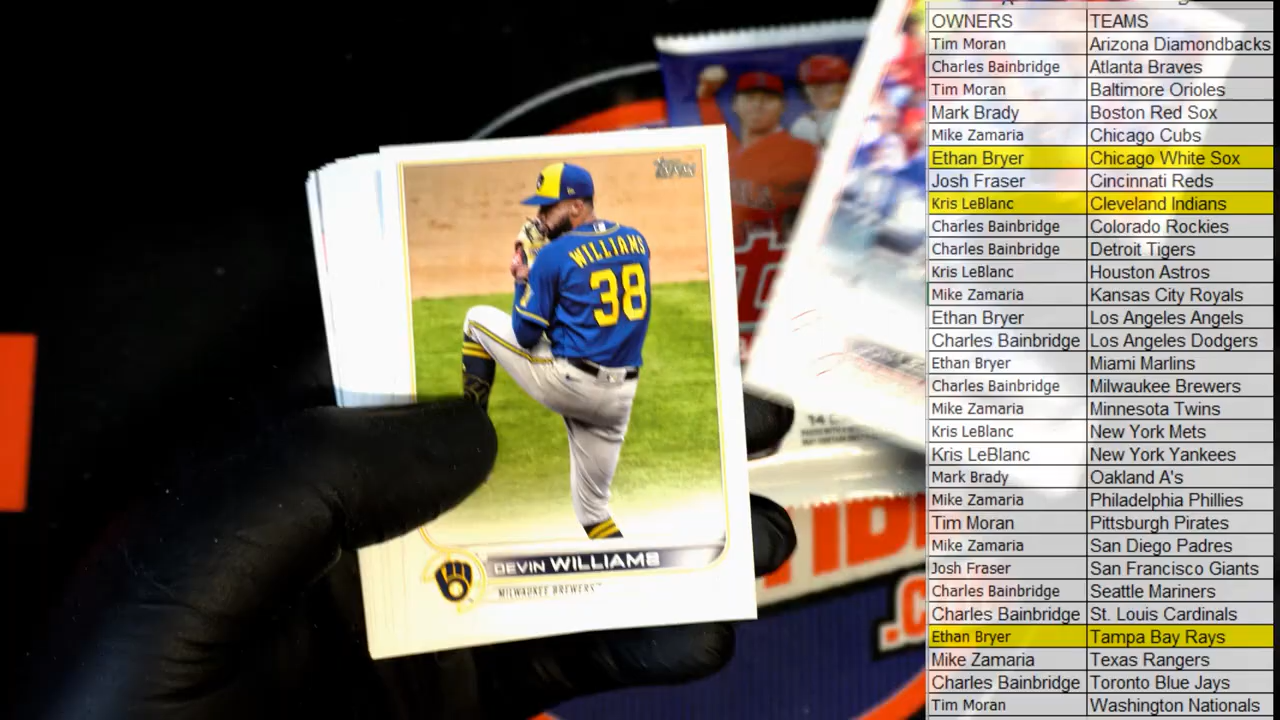 Topps
WILLIAMS
38
DEVIN WILLIAMS
MILWAUKEE BREWERS
OWNERS TEAMS
Tim Moran Arizona Diamondbacks
Charles Bainbridge Atlanta Braves
Tim Moran Baltimore Orioles
Mark Brady Boston Red Sox
Mike Zamaria Chicago Cubs
Ethan Bryer Chicago White Sox
Josh Fraser Cincinnati Reds
Kris LeBlanc Cleveland Indians
Charles Bainbridge Colorado Rockies
Charles Bainbridge Detroit Tigers
Kris LeBlanc Houston Astros
Mike Zamaria Kansas City Royals
Ethan Bryer Los Angeles Angels
Charles Bainbridge Los Angeles Dodgers
Ethan Bryer Miami Marlins
Charles Bainbridge Milwaukee Brewers
Mike Zamaria Minnesota Twins
Kris LeBlanc New York Mets
Kris LeBlanc New York Yankees
Mark Brady Oakland A's
Mike Zamaria Philadelphia Phillies
Tim Moran Pittsburgh Pirates
Mike Zamaria San Diego Padres
Josh Fraser San Francisco Giants
Charles Bainbridge Seattle Mariners
Charles Bainbridge St. Louis Cardinals
Ethan Bryer Tampa Bay Rays
Mike Zamaria Texas Rangers
Charles Bainbridge Toronto Blue Jays
Tim Moran Washington Nationals